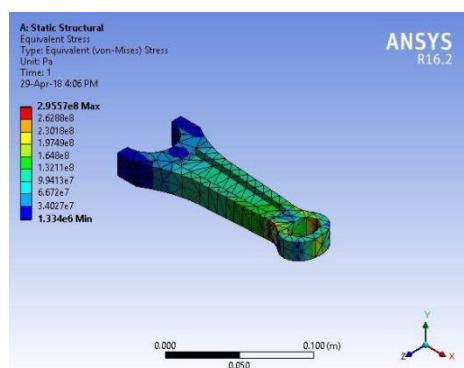 A: Static Structural
Equivalent Stress
Type: Equivalent (von-Mises) Stress
Unit: Pa
Time: 1
29-Apr-18 4:06 PM
ANSYS
R16.2
2.9557e8 Max
2.6288e8
2.3018e8
1.9749e8
1.648e8
1.3211e8
9.9413e7
6.672e7
3.4027e7
1.334e6 Min
0.000
0.100 (m)
0.050
Y
Z
X